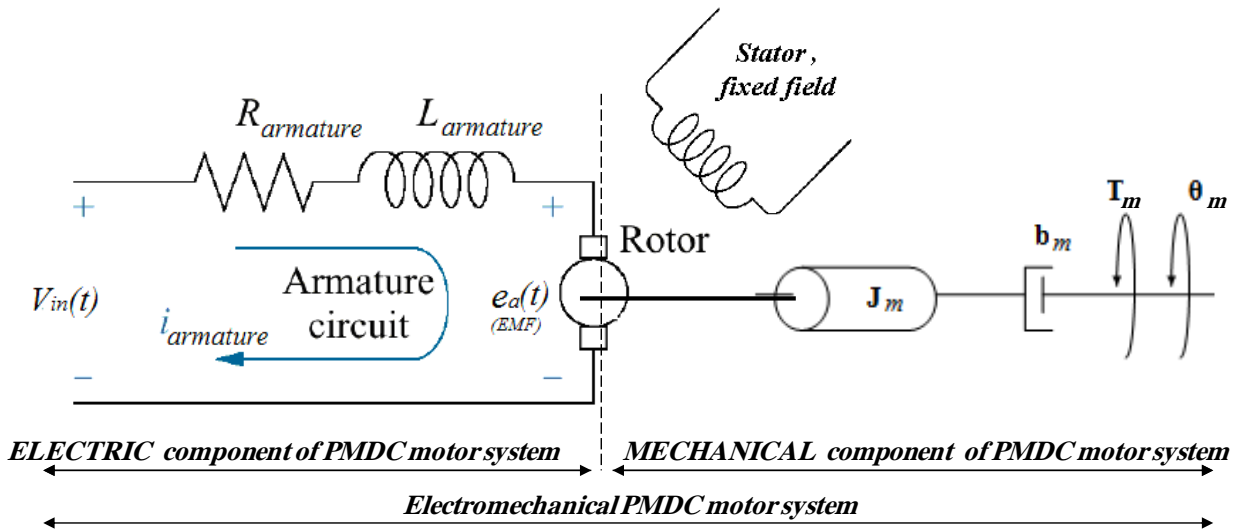 Stator ,
fixed field
R armature
L armature
+
+
T m
θ m
Rotor
b m
Armature
circuit
V in(t)
e a(t)
(EMF)
J m
i armature
−
−
ELECTRIC component of PMDC motor system
MECHANICAL component of PMDC motor system
Electromechanical PMDC motor system